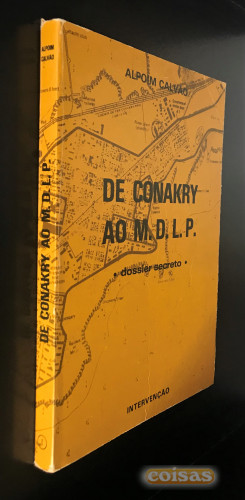 ALPOIM CALVÃO
DE CONAKRY
AO M.D.L.P.
• dossier secreto •
INTERVENÇÃO
ALPOIM
CALVÃO
DE CONAKRY AO M.D.L.P.
coisas